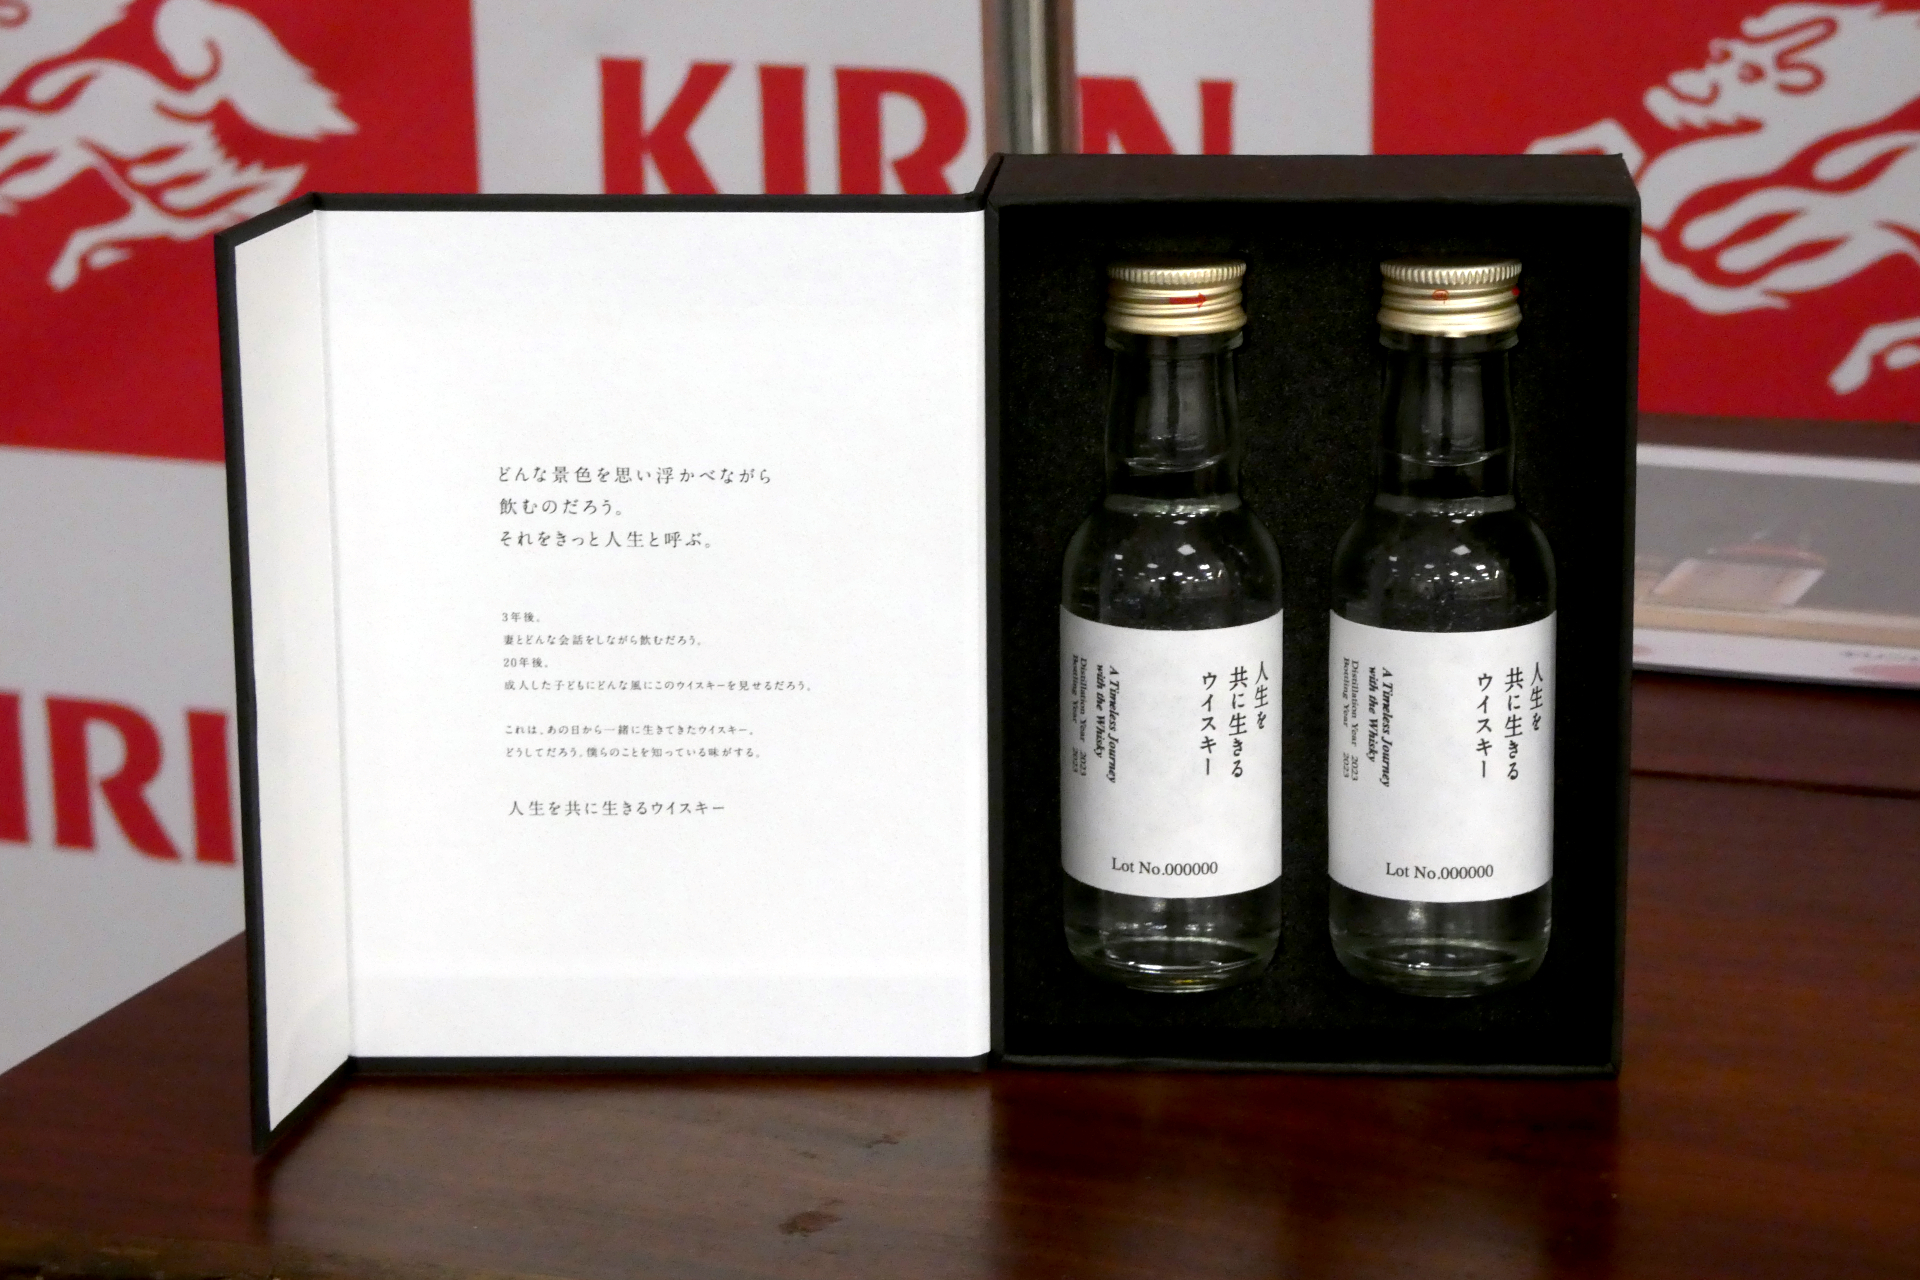 KIRIN
どんな景色を思い浮かべながら
飲むのだろう。
それをきっと人生と呼ぶ。
3年後。
妻とどんな会話をしながら飲むだろう。
20年後。
成人した子どもにどんな風にこのウイスキーを見せるだろう。
これは、あの日から一緒に生きてきたウイスキー。
どうしてだろう。僕らのことを知っている味がする。
人生を共に生きるウイスキー
人生を
共に生きる
ウイスキー
A Timeless Journey
with the Whisky
Distillation Year 2023
Bottling Year 2023
Lot No.000000
人生を
共に生きる
ウイスキー
A Timeless Journey
with the Whisky
Distillation Year 2023
Bottling Year 2023
Lot No.000000
IRI